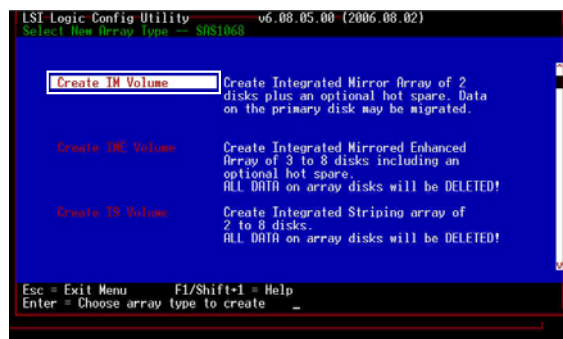 LSI Logic Config Utility v6.08.05.00 (2006.08.02)
Select New Array Type -- SAS1068
Create IM Volume Create Integrated Mirror Array of 2
disks plus an optional hot spare. Data
on the primary disk may be migrated.
Create IME Volume Create Integrated Mirrored Enhanced
Array of 3 to 8 disks including an
optional hot spare.
ALL DATA on array disks will be DELETED!
Create IS Volume Create Integrated Striping array of
2 to 8 disks.
ALL DATA on array disks will be DELETED!
Esc = Exit Menu F1/Shift+1 = Help
Enter = Choose array type to create _